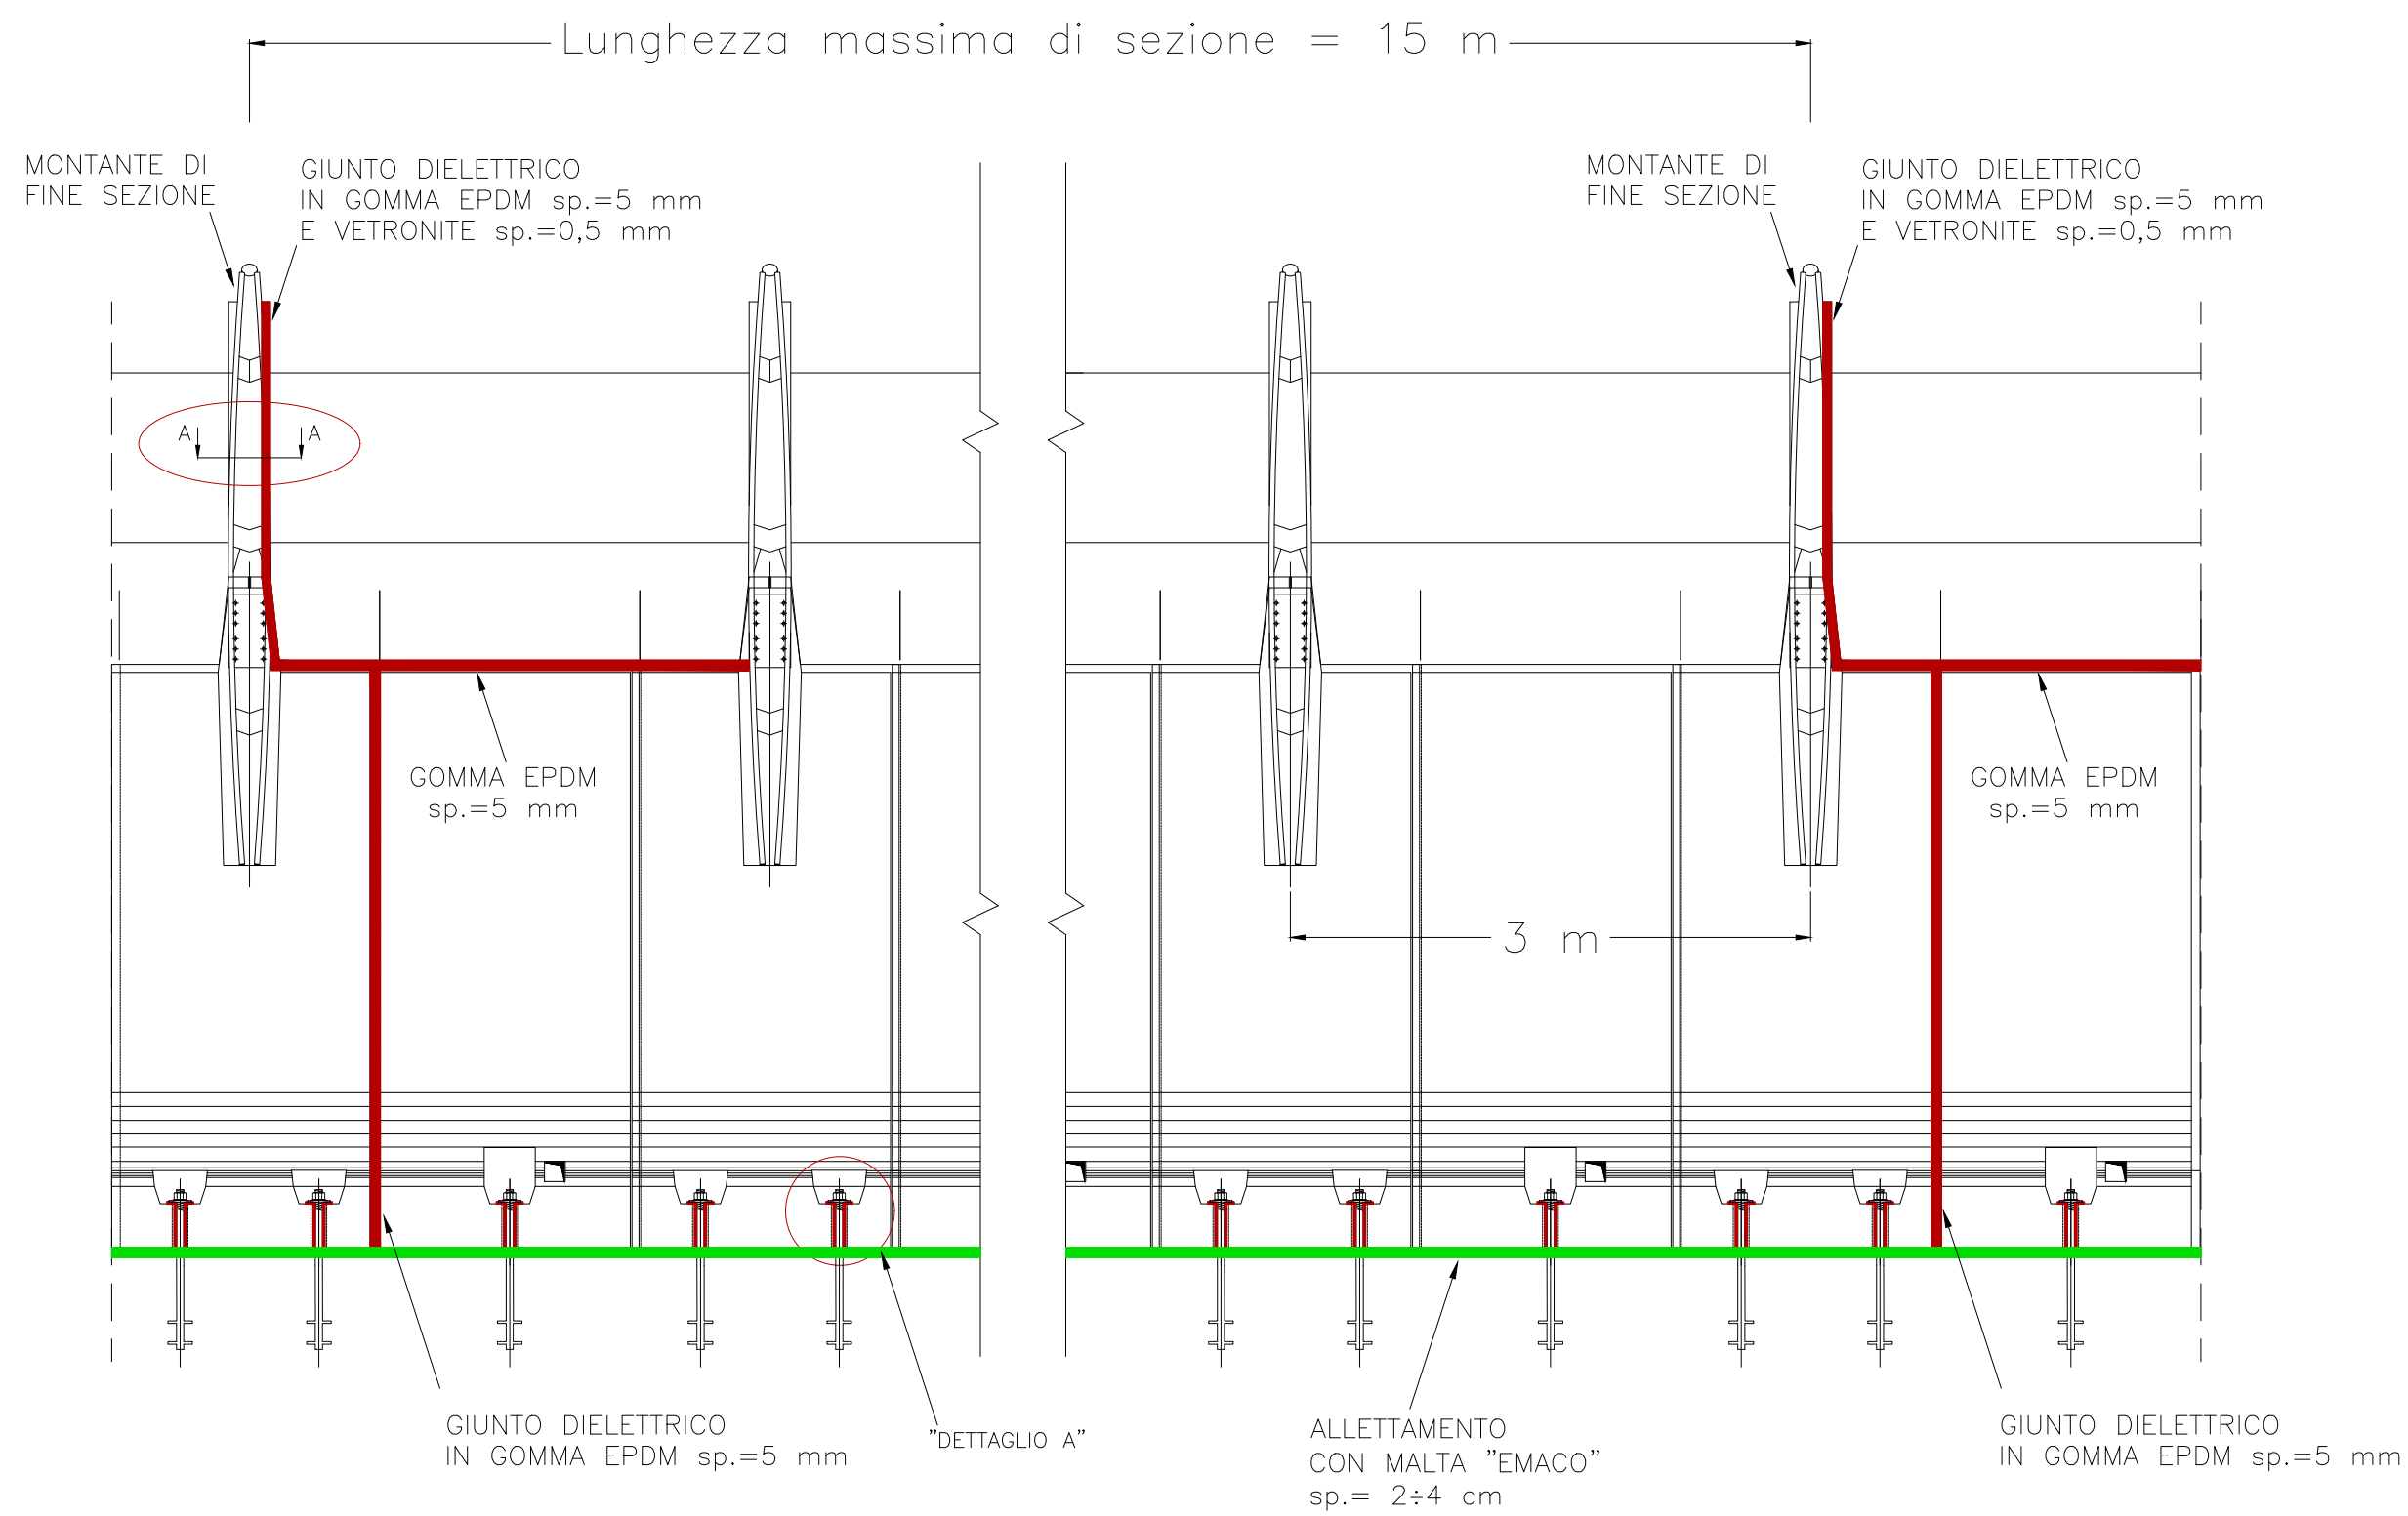 Lunghezza massima di sezione = 15 m
MONTANTE DI
FINE SEZIONE
GIUNTO DIELETTRICO
IN GOMMA EPDM sp.=5 mm
E VETRONITE sp.=0,5 mm
MONTANTE DI
FINE SEZIONE
GIUNTO DIELETTRICO
IN GOMMA EPDM sp.=5 mm
E VETRONITE sp.=0,5 mm
A A
GOMMA EPDM
sp.=5 mm
GOMMA EPDM
sp.=5 mm
3 m
GIUNTO DIELETTRICO
IN GOMMA EPDM sp.=5 mm
"DETTAGLIO A"
ALLETTAMENTO
CON MALTA "EMACO"
sp.= 2÷4 cm
GIUNTO DIELETTRICO
IN GOMMA EPDM sp.=5 mm